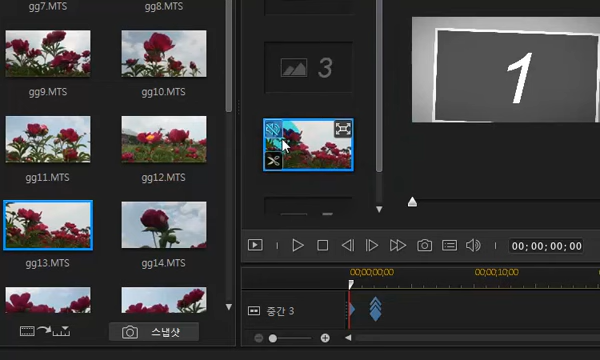 gg7.MTS
gg8.MTS
gg9.MTS
gg10.MTS
gg11.MTS
gg12.MTS
gg13.MTS
gg14.MTS
스냅샷
3
1
00;00;00;00
00;00;00;00
00;00;10;00
중간 3